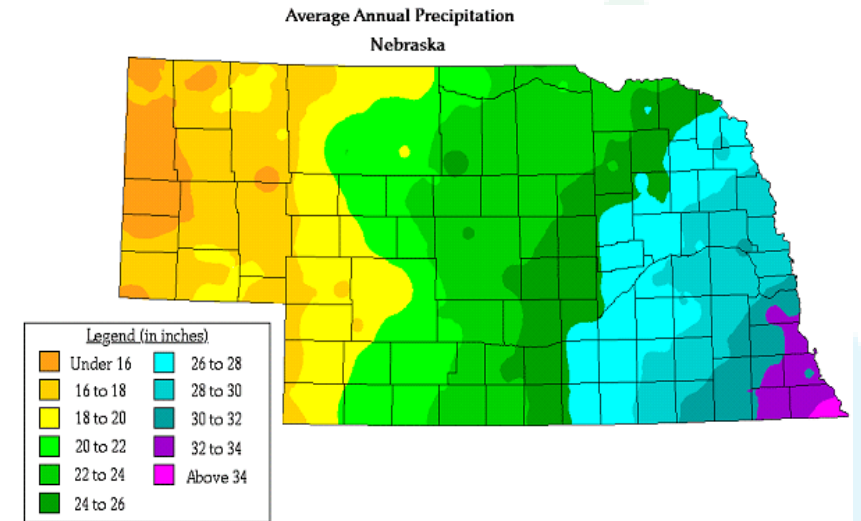 Average Annual Precipitation
Nebraska
Legend (in inches)
Under 16
16 to 18
18 to 20
20 to 22
22 to 24
24 to 26
26 to 28
28 to 30
30 to 32
32 to 34
Above 34